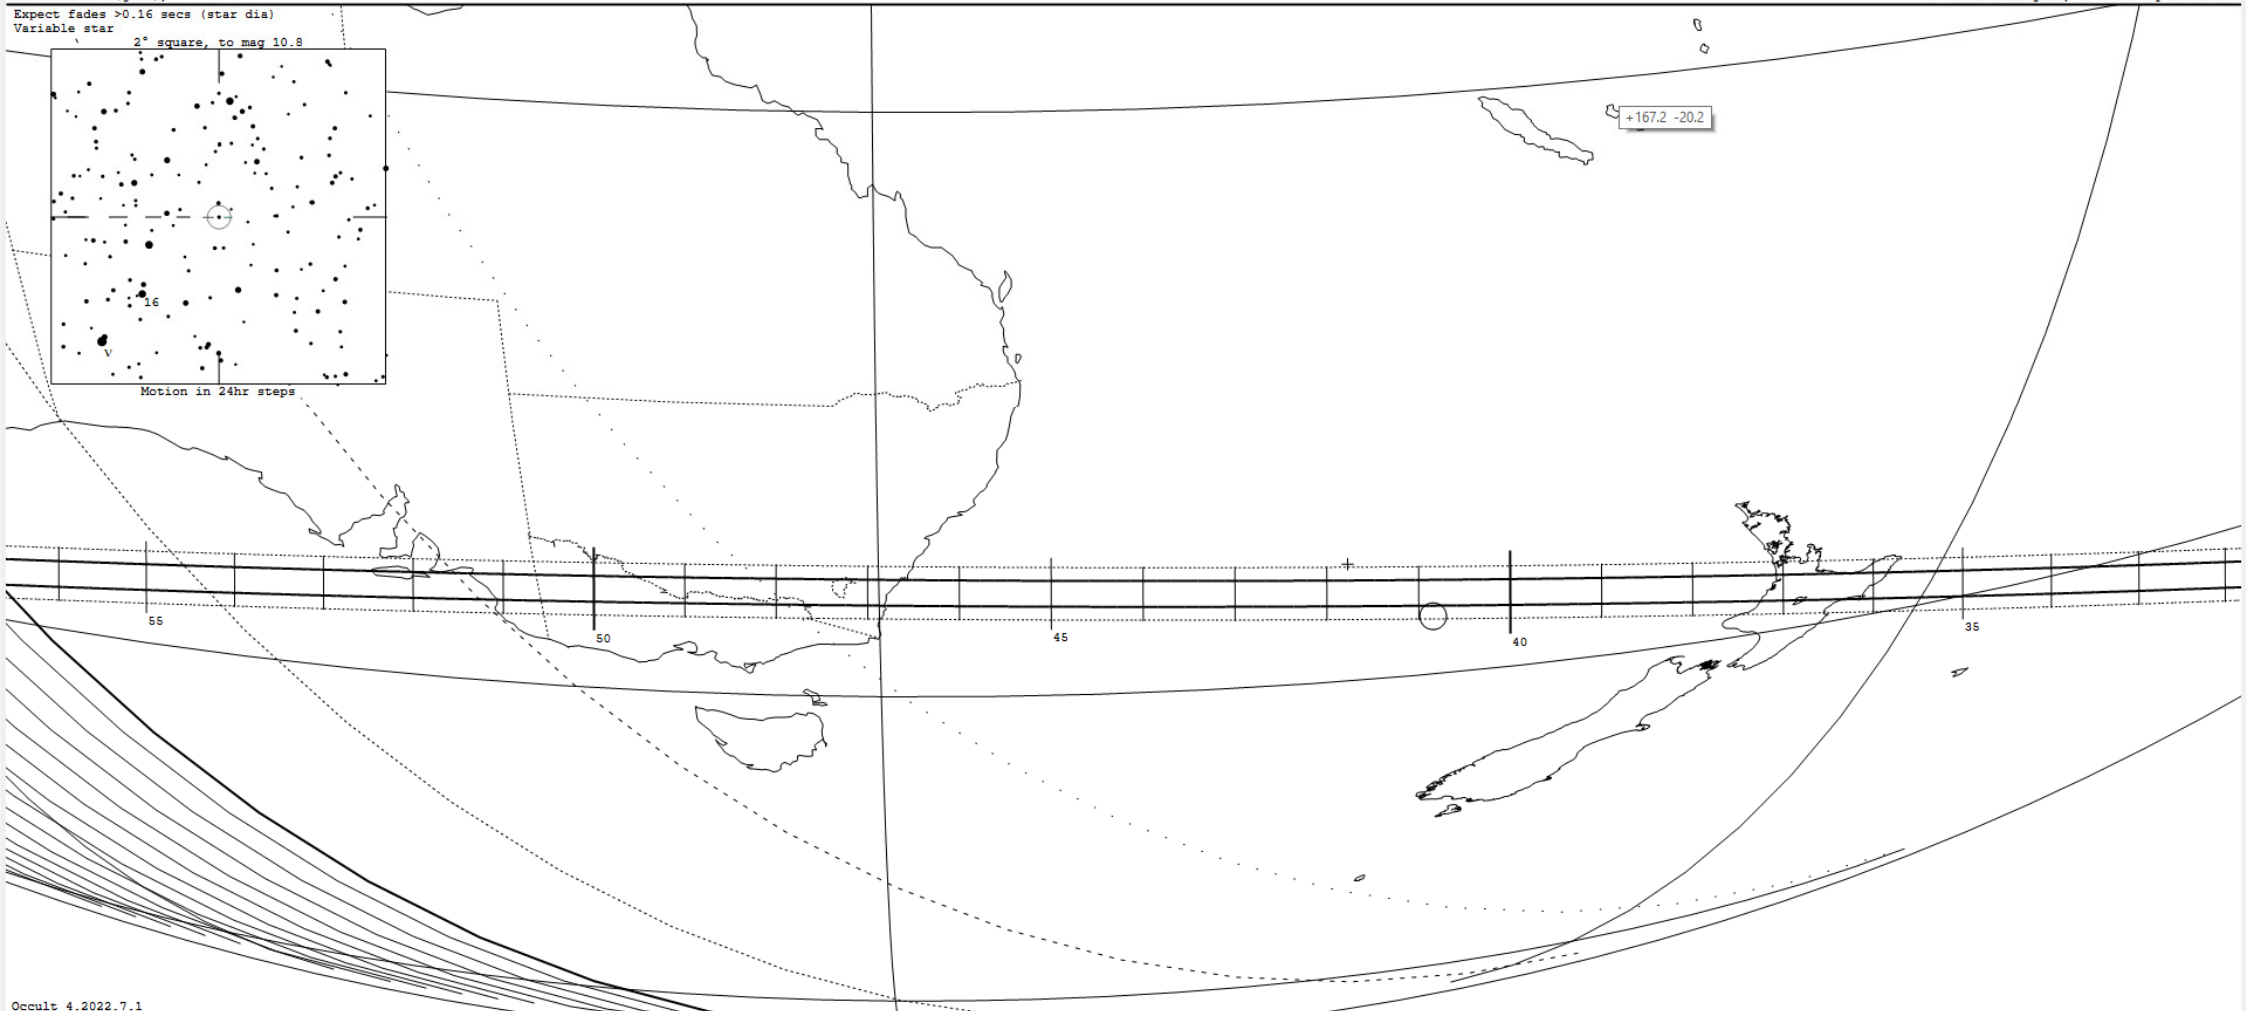 Expect fades >0.16 secs (star dia)
Variable star
2° square, to mag 10.8
+167.2 -20.2
16
V
Motion in 24hr steps
55
50
45
40
35
Occult 4.2022.7.1